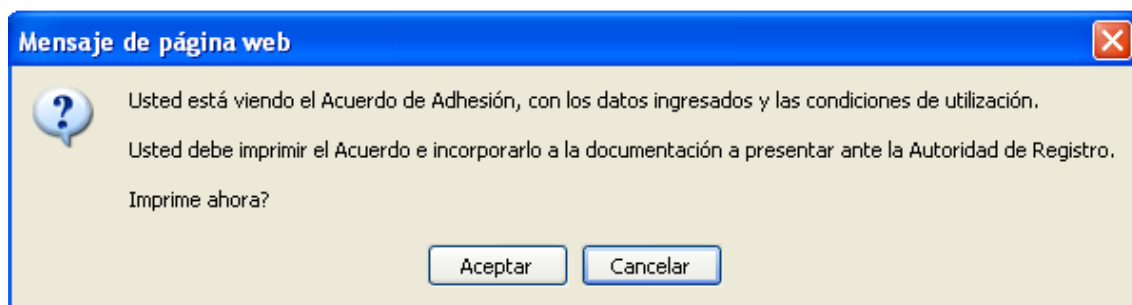 Mensaje de página web
Usted está viendo el Acuerdo de Adhesión, con los datos ingresados y las condiciones de utilización.
Usted debe imprimir el Acuerdo e incorporarlo a la documentación a presentar ante la Autoridad de Registro.
Imprime ahora?
Aceptar Cancelar